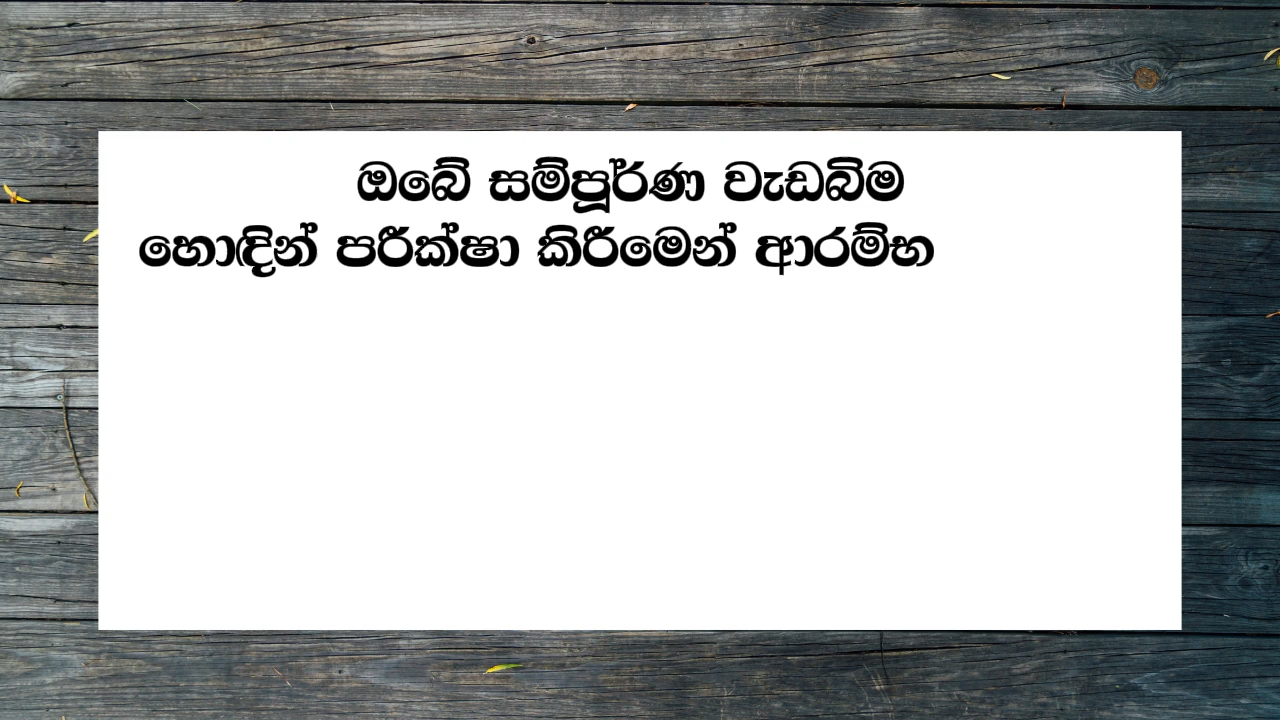 ඔබේ සම්පූර්ණ වැඩබිම
හොඳින් පරීක්ෂා කිරීමෙන් ආරම්භ